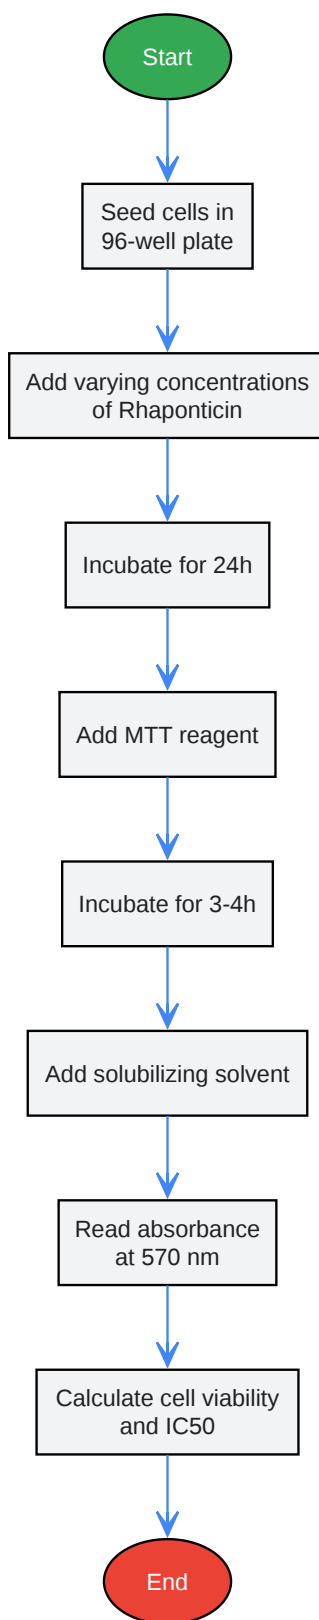 Start
Seed cells in
96-well plate
Add varying concentrations
of Rhaponticin
Incubate for 24h
Add MTT reagent
Incubate for 3-4h
Add solubilizing solvent
Read absorbance
at 570 nm
Calculate cell viability
and IC50
End